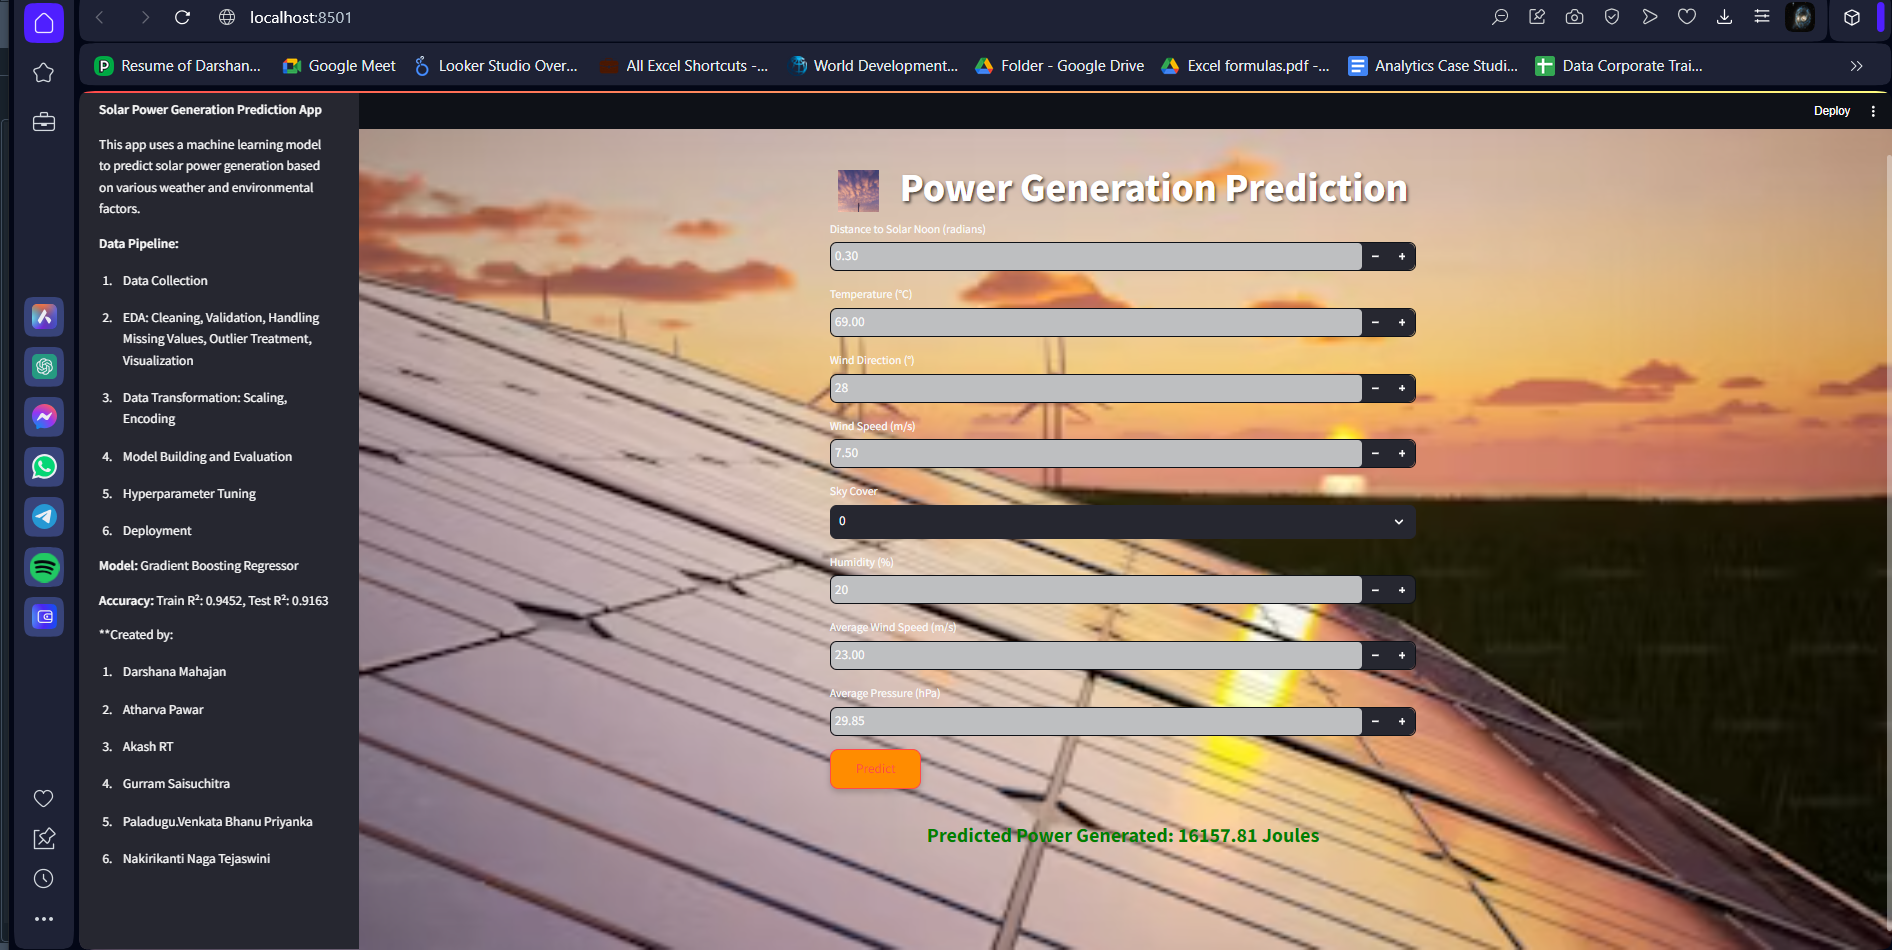 localhost:8501
Resume of Darshan...
Google Meet
Looker Studio Over...
All Excel Shortcuts -...
World Development...
Folder - Google Drive
Excel formulas.pdf -...
Analytics Case Studi...
Data Corporate Trai...
Deploy
Solar Power Generation Prediction App
This app uses a machine learning model
to predict solar power generation based
on various weather and environmental
factors.
Data Pipeline:
1. Data Collection
2. EDA: Cleaning, Validation, Handling
Missing Values, Outlier Treatment,
Visualization
3. Data Transformation: Scaling,
Encoding
4. Model Building and Evaluation
5. Hyperparameter Tuning
6. Deployment
Model: Gradient Boosting Regressor
Accuracy: Train R²: 0.9452, Test R²: 0.9163
**Created by:
1. Darshana Mahajan
2. Atharva Pawar
3. Akash RT
4. Gurram Saisuchitra
5. Paladugu.Venkata Bhanu Priyanka
6. Nakirikanti Naga Tejaswini
Power Generation Prediction
Distance to Solar Noon (radians)
0.30
Temperature (°C)
69.00
Wind Direction (°)
28
Wind Speed (m/s)
7.50
Sky Cover
0
Humidity (%)
20
Average Wind Speed (m/s)
23.00
Average Pressure (hPa)
29.85
Predict
Predicted Power Generated: 16157.81 Joules